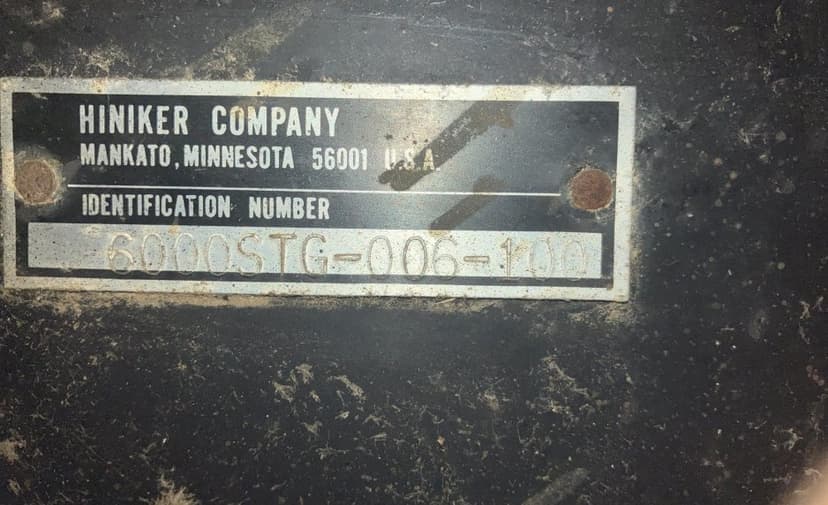 HINIKER COMPANY
MANKATO, MINNESOTA 56001 U.S.A.
IDENTIFICATION NUMBER
6000STG-006-100